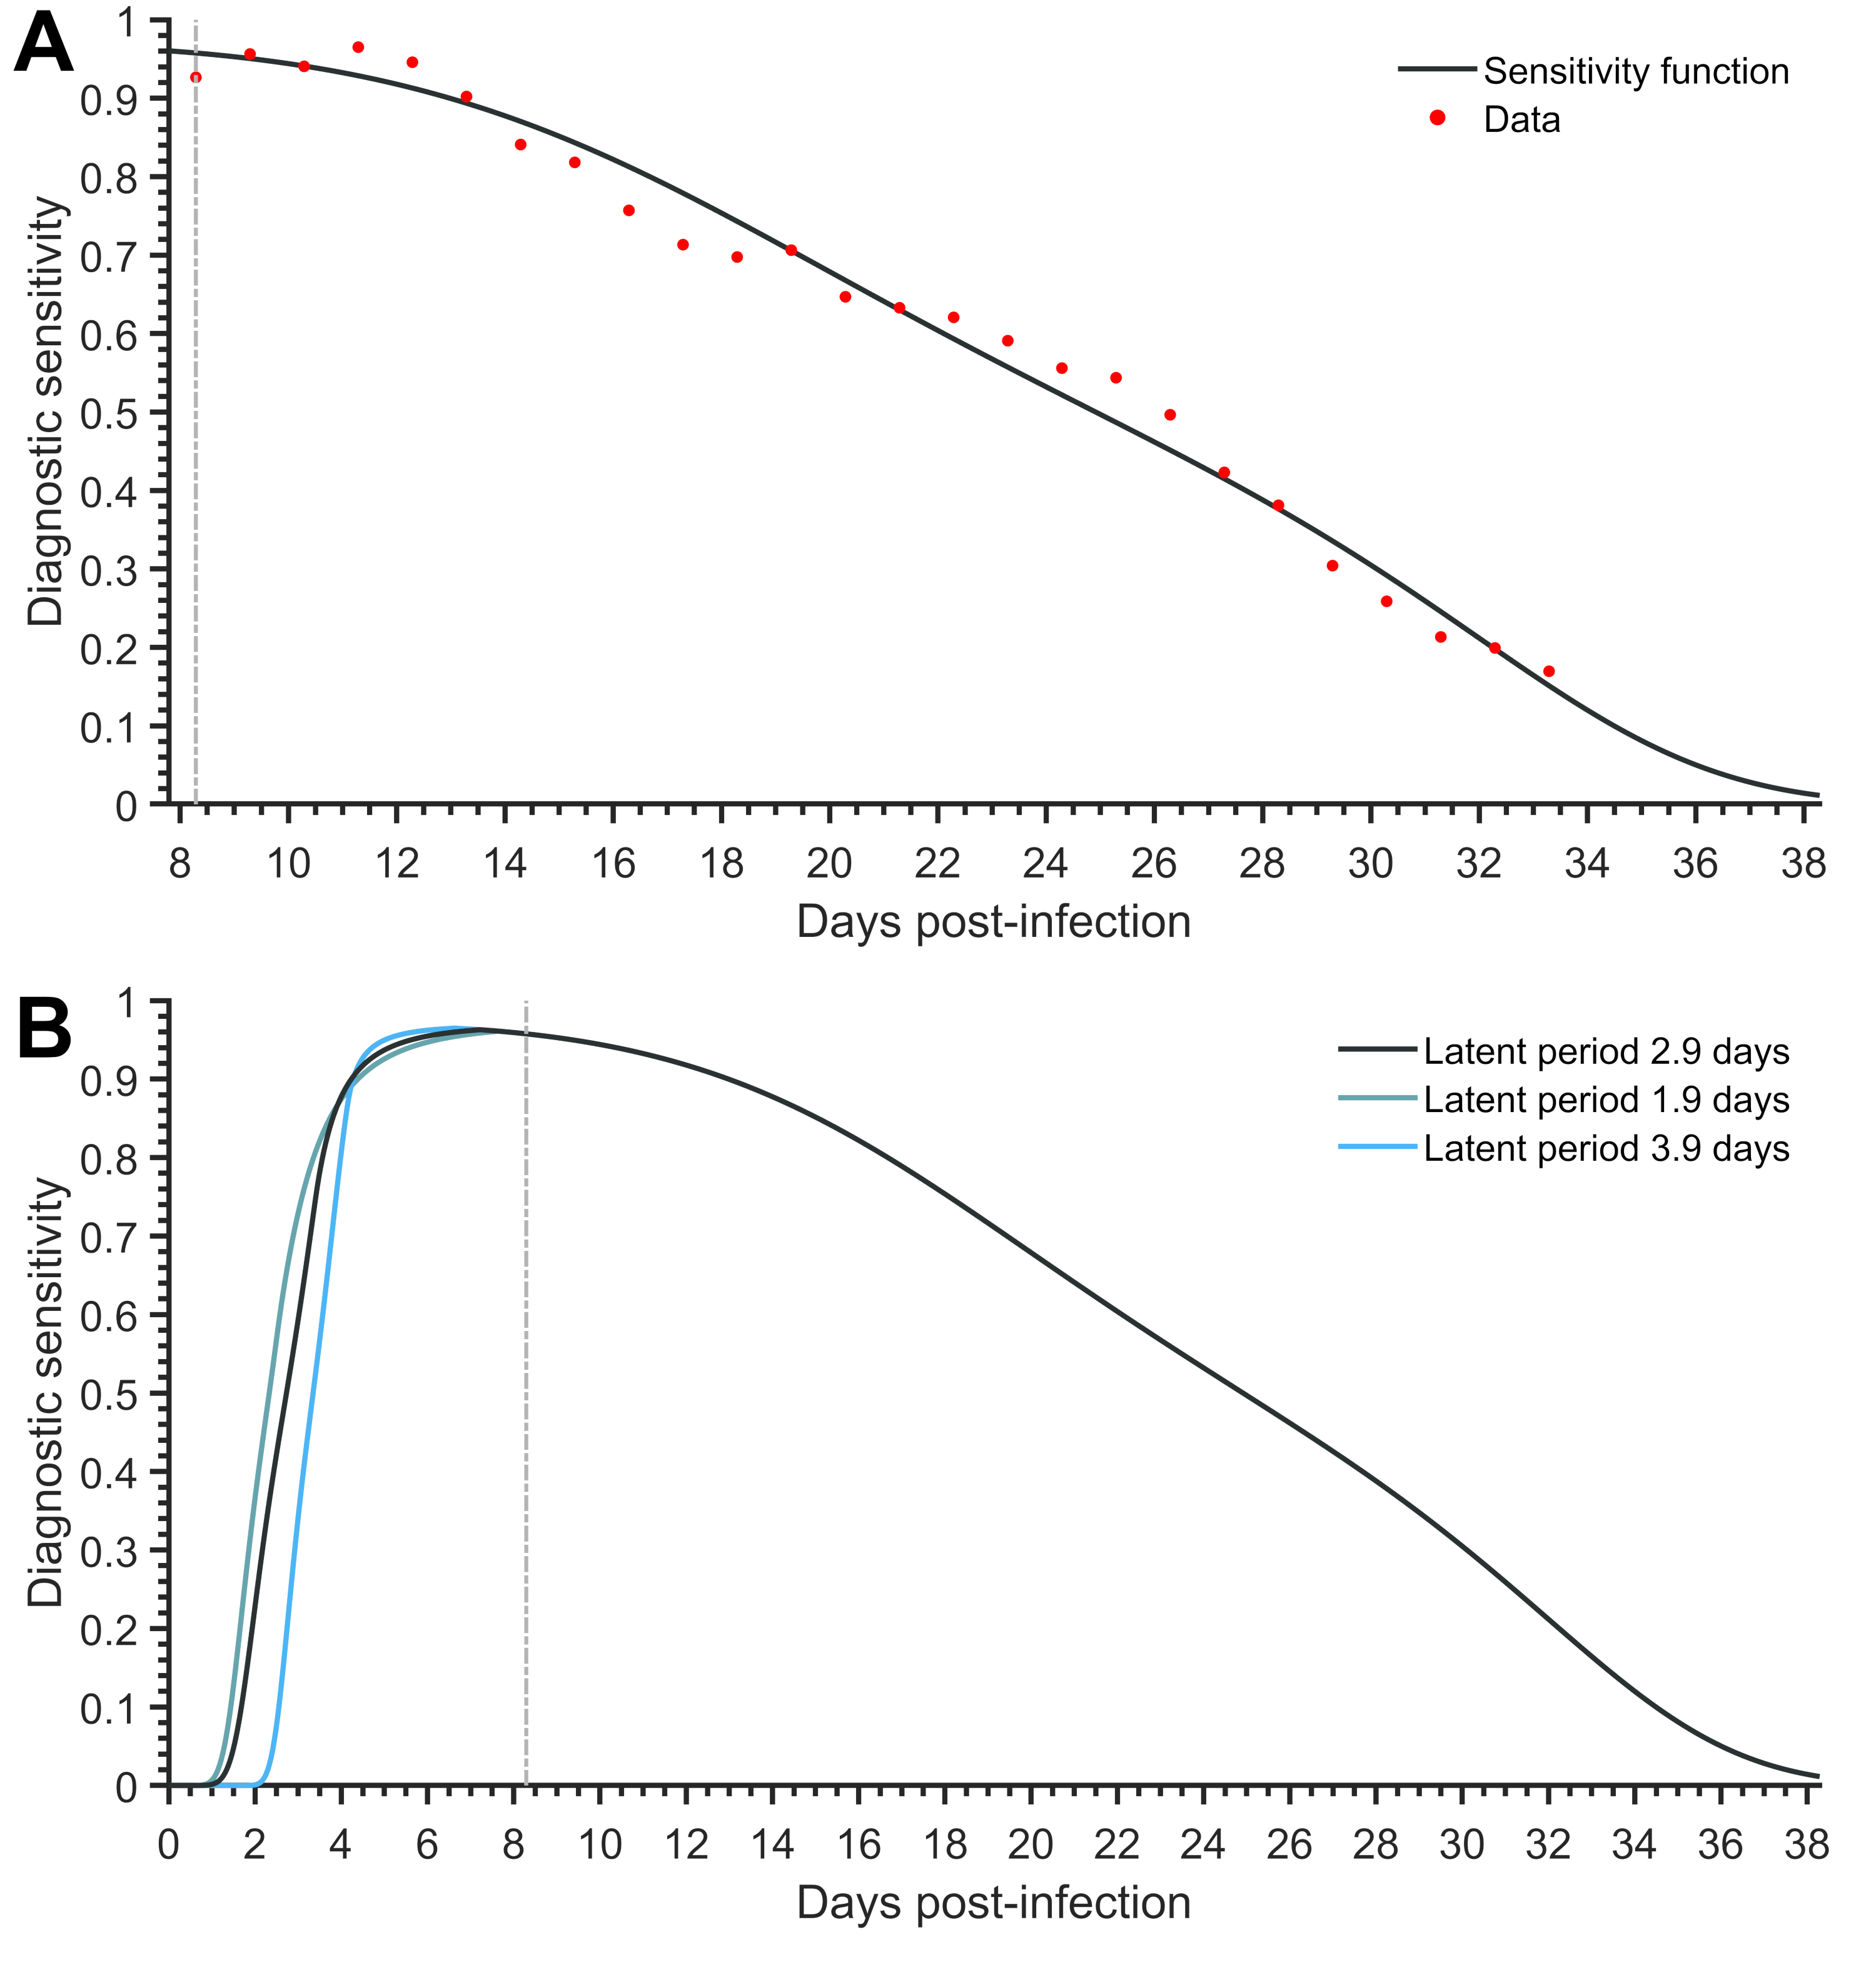 A
1
0.9
0.8
0.7
0.6
0.5
0.4
0.3
0.2
0.1
0
Diagnostic sensitivity
Sensitivity function
Data
8 10 12 14 16 18 20 22 24 26 28 30 32 34 36 38
Days post-infection
B
1
0.9
0.8
0.7
0.6
0.5
0.4
0.3
0.2
0.1
0
Diagnostic sensitivity
Latent period 2.9 days
Latent period 1.9 days
Latent period 3.9 days
0 2 4 6 8 10 12 14 16 18 20 22 24 26 28 30 32 34 36 38
Days post-infection